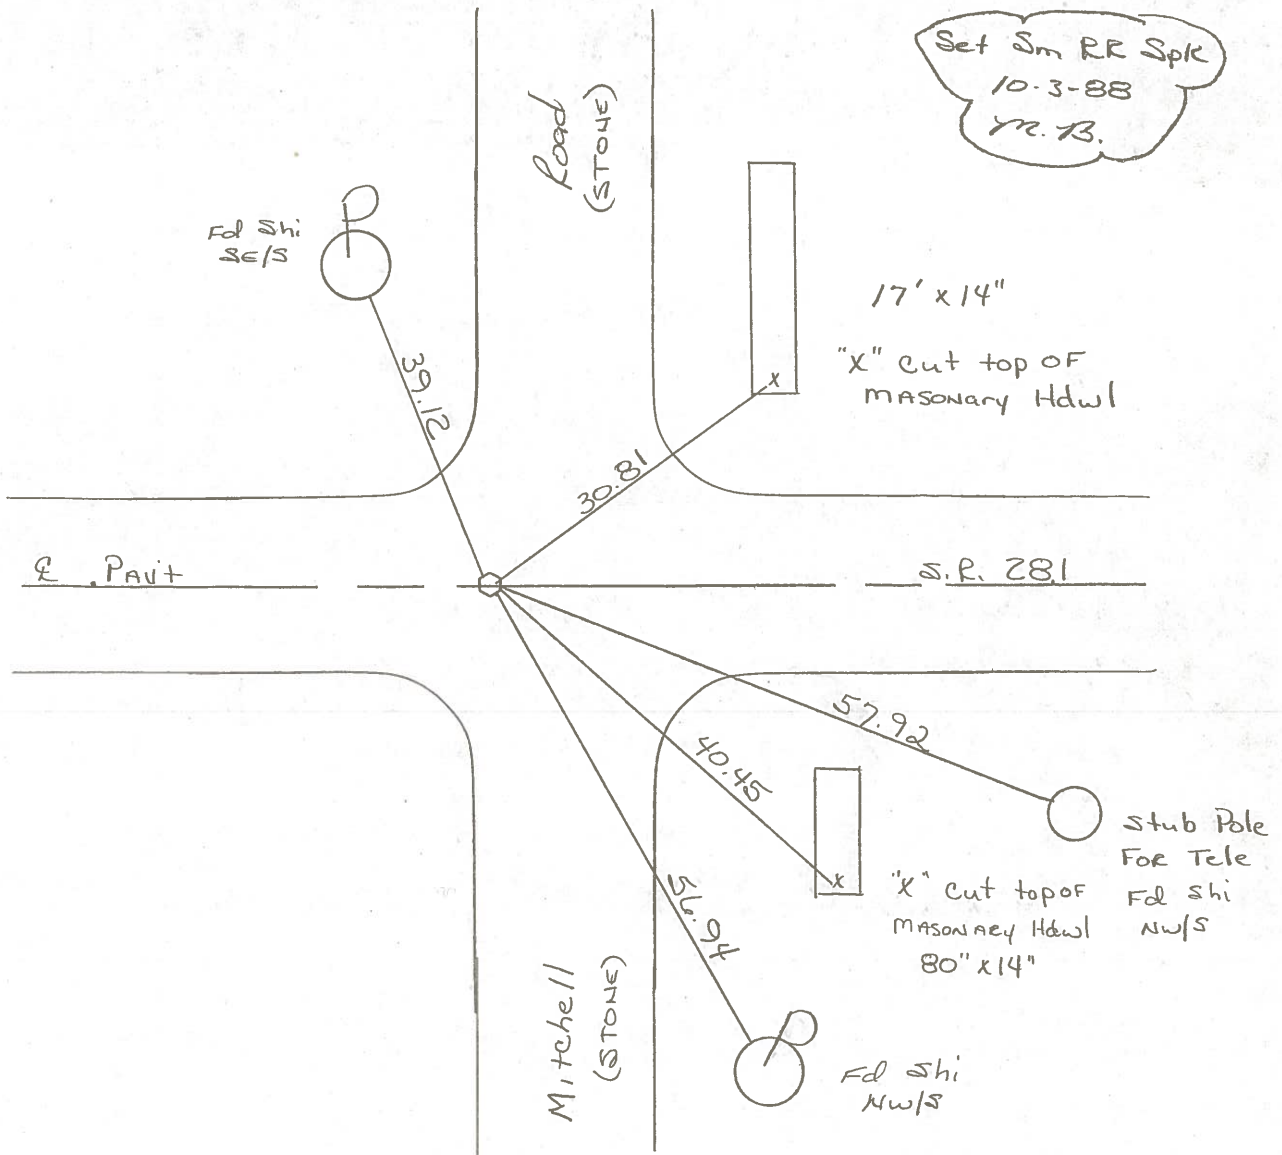 Set Sm RR Spk
10-3-88
M.B.
Road
(STONE)
Fd Shi
SE/S
17' x 14"
"X" Cut top OF
MASONARY Hdwl
x
39.12
30.81
℄ PAVT
S.R. 281
57.92
40.45
56.94
x
Stub Pole
FOR Tele
Fd Shi
NW/S
"X" Cut top OF
MASONARY Hdwl
80" x 14"
Mitchell
(STONE)
Fd Shi
NW/S